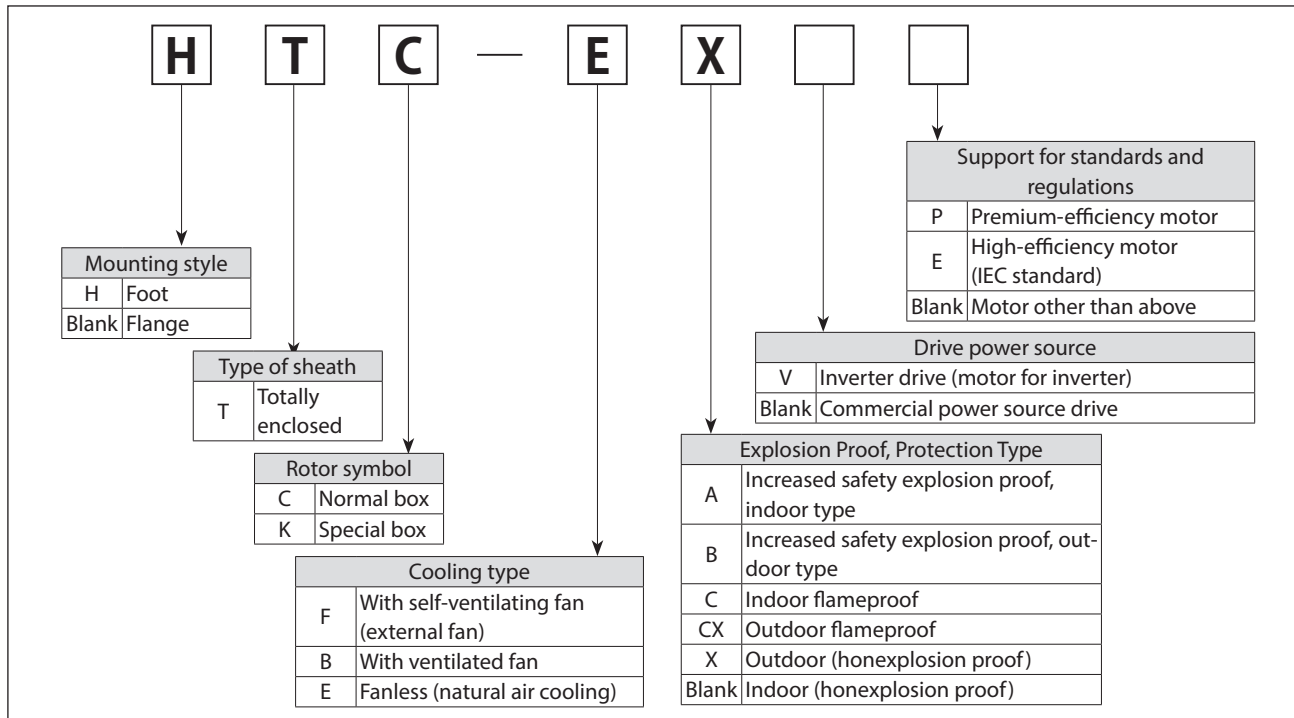 H T C — E X
Support for standards and
regulations
P Premium-efficiency motor
E High-efficiency motor
(IEC standard)
Blank Motor other than above
Mounting style
H Foot
Blank Flange
Drive power source
V Inverter drive (motor for inverter)
Blank Commercial power source drive
Type of sheath
T Totally
enclosed
Explosion Proof, Protection Type
A Increased safety explosion proof,
indoor type
B Increased safety explosion proof, out-
door type
C Indoor flameproof
CX Outdoor flameproof
X Outdoor (honexplosion proof)
Blank Indoor (honexplosion proof)
Rotor symbol
C Normal box
K Special box
Cooling type
F With self-ventilating fan
(external fan)
B With ventilated fan
E Fanless (natural air cooling)